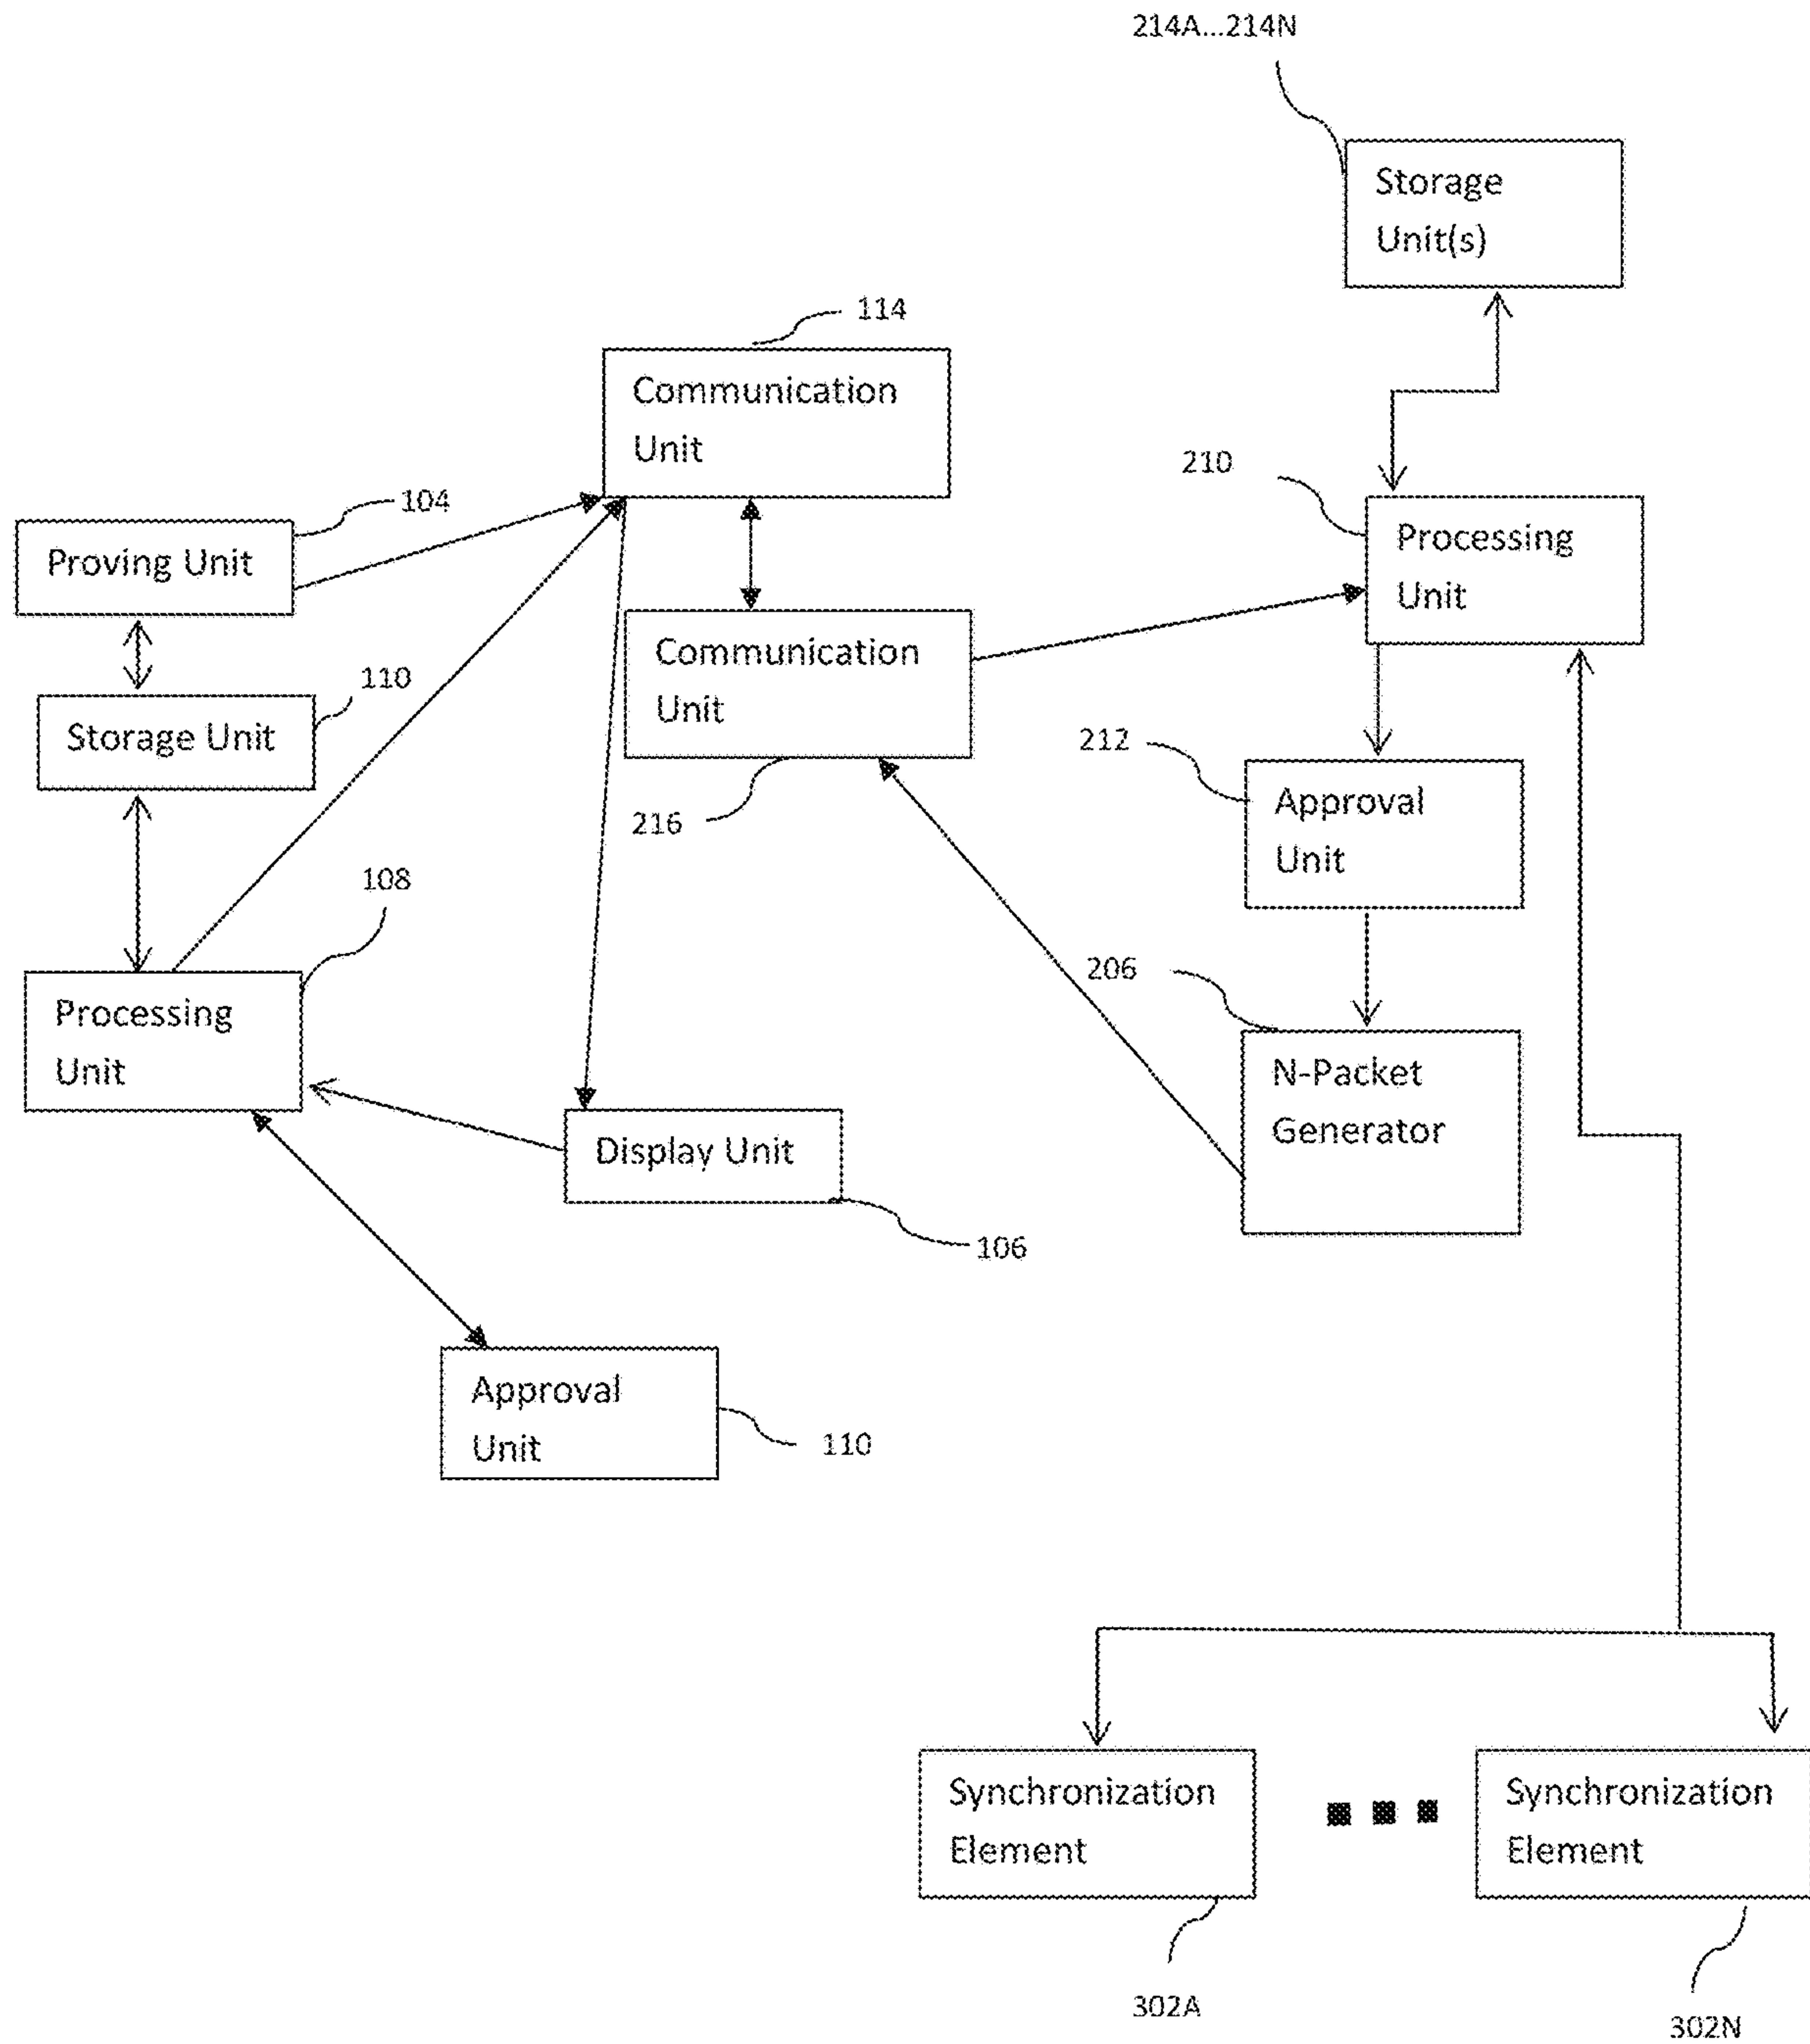 214A...214N
Storage
Unit(s)
114
Communication
Unit
210
Processing
Unit
104
Proving Unit
Communication
Unit
110
Storage Unit
212
Approval
Unit
216
108
Processing
Unit
206
N-Packet
Generator
Display Unit
106
Approval
Unit
110
Synchronization
Element
Synchronization
Element
302A
302N